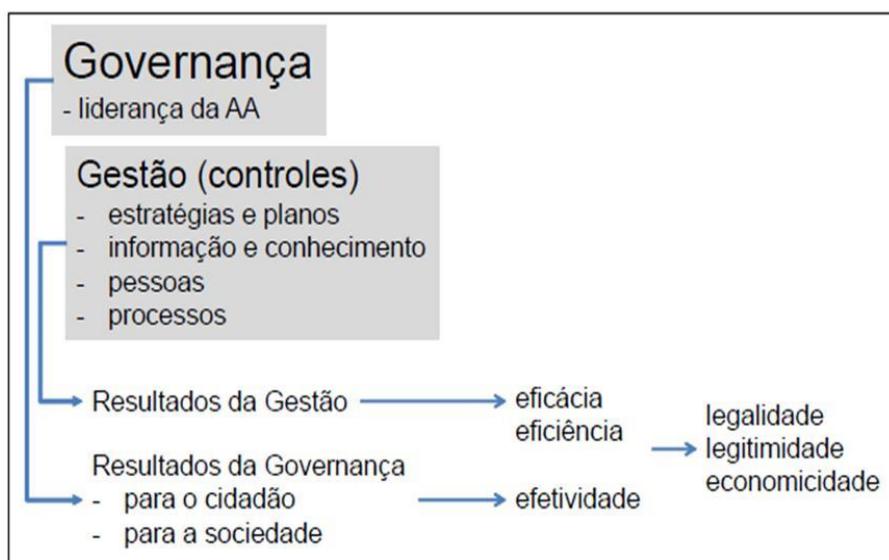 Governança
- liderança da AA
Gestão (controles)
- estratégias e planos
- informação e conhecimento
- pessoas
- processos
Resultados da Gestão
eficácia
eficiência
legalidade
legitimidade
economicidade
Resultados da Governança
- para o cidadão
- para a sociedade
efetividade